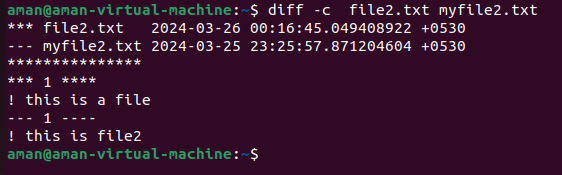 aman@aman-virtual-machine:~$ diff -c  file2.txt myfile2.txt
*** file2.txt   2024-03-26 00:16:45.049408922 +0530
--- myfile2.txt 2024-03-25 23:25:57.871204604 +0530
***************
*** 1 ****
! this is a file
--- 1 ----
! this is file2
aman@aman-virtual-machine:~$